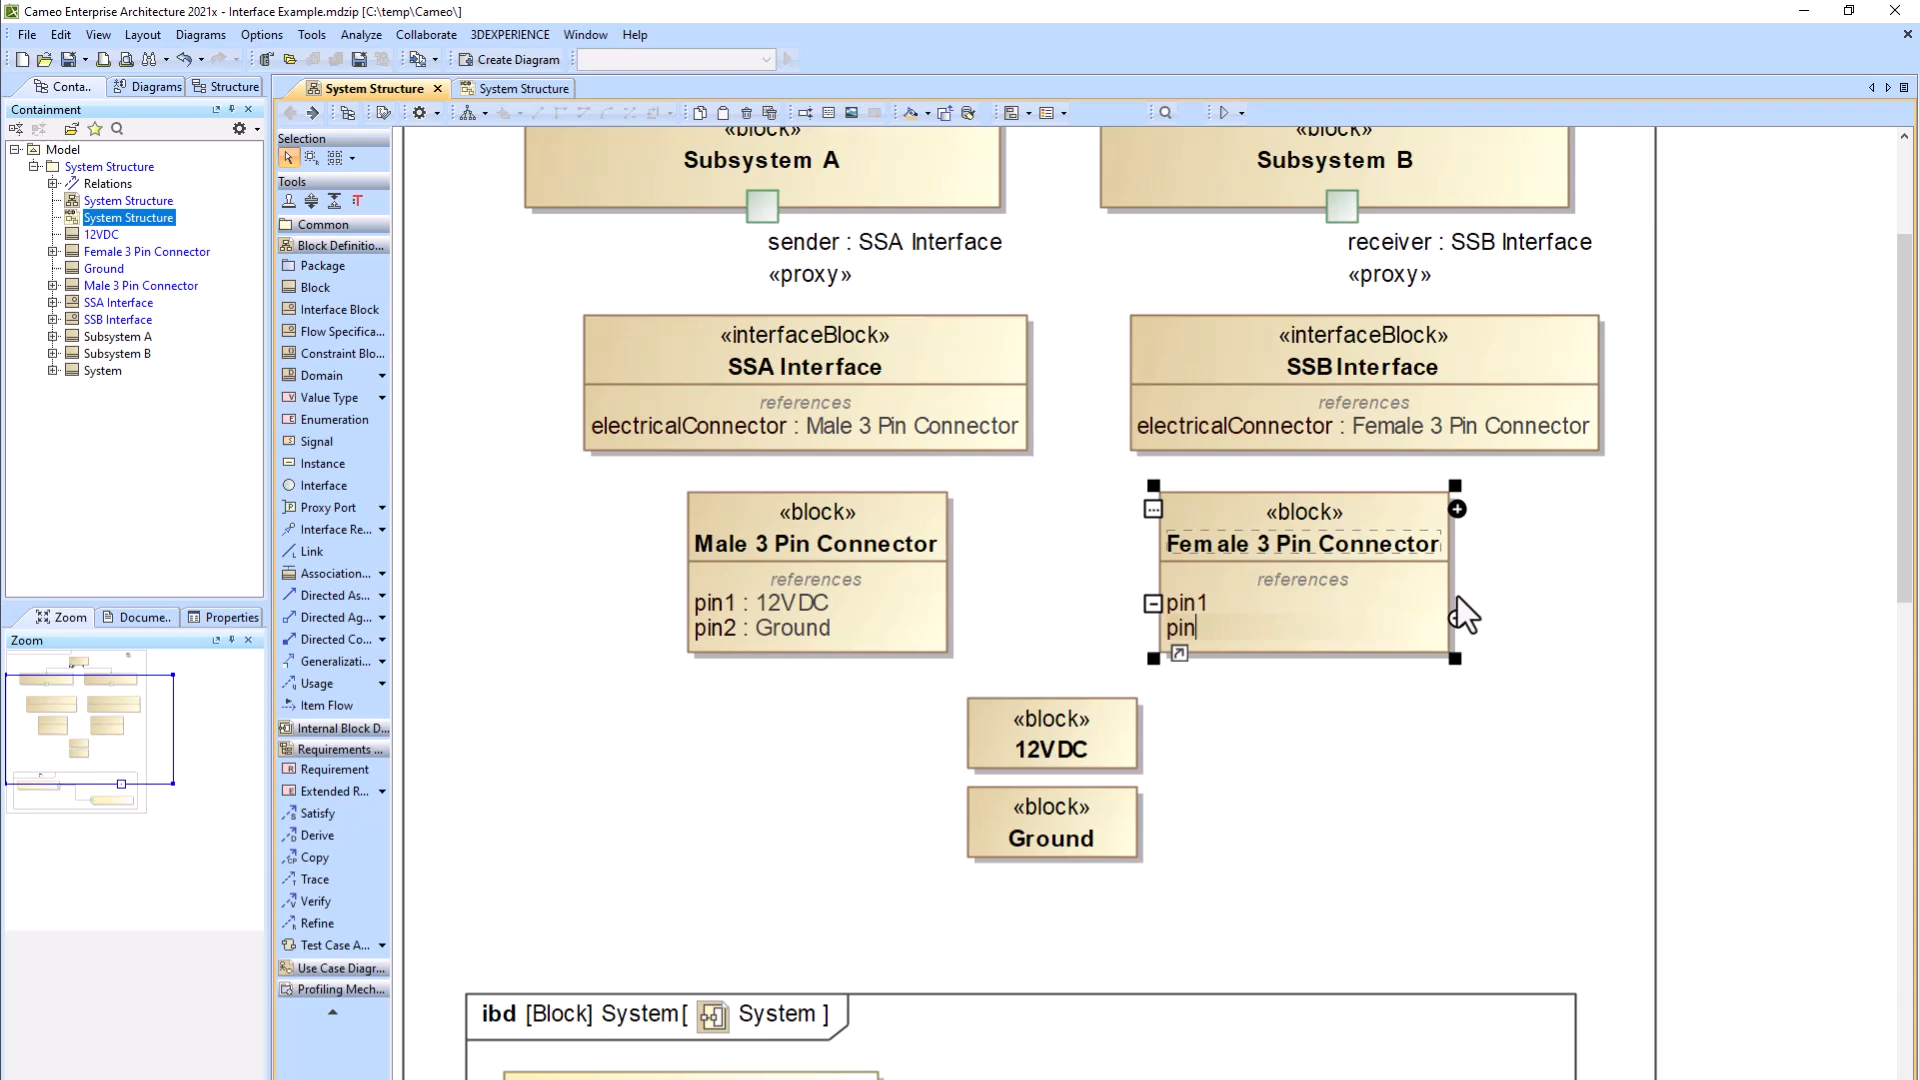 Cameo Enterprise Architecture 2021x - Interface Example.mdzip [C:\temp\Cameo\]
File Edit View Layout Diagrams Options Tools Analyze Collaborate 3DEXPERIENCE Window Help
Create Diagram
Conta.. Diagrams Structure
System Structure System Structure
Containment
Model
System Structure
Relations
System Structure
System Structure
12VDC
Female 3 Pin Connector
Ground
Male 3 Pin Connector
SSA Interface
SSB Interface
Subsystem A
Subsystem B
System
Zoom Docume.. Properties
Zoom
Selection
Tools
Common
Block Definitio...
Package
Block
Interface Block
Flow Specifica...
Constraint Blo...
Domain
Value Type
Enumeration
Signal
Instance
Interface
Proxy Port
Interface Re...
Link
Association...
Directed As...
Directed Ag...
Directed Co...
Generalizati...
Usage
Item Flow
Internal Block D...
Requirements ...
Requirement
Extended R...
Satisfy
Derive
Copy
Trace
Verify
Refine
Test Case A...
Use Case Diagr...
Profiling Mech...
«block»
Subsystem A
sender : SSA Interface
«proxy»
«block»
Subsystem B
receiver : SSB Interface
«proxy»
«interfaceBlock»
SSA Interface
references
electricalConnector : Male 3 Pin Connector
«interfaceBlock»
SSB Interface
references
electricalConnector : Female 3 Pin Connector
«block»
Male 3 Pin Connector
references
pin1 : 12VDC
pin2 : Ground
«block»
Female 3 Pin Connector
references
pin1
pin
«block»
12VDC
«block»
Ground
ibd [Block] System[ System ]